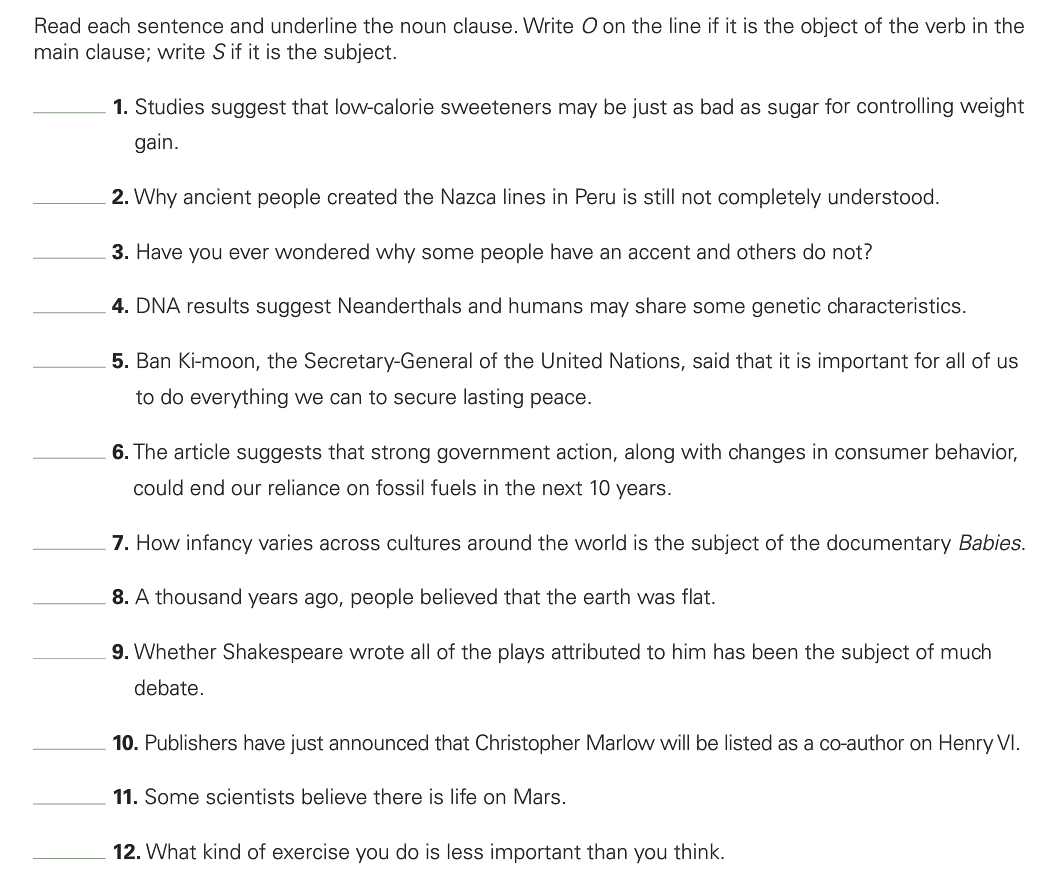 Read each sentence and underline the noun clause. Write O on the line if it is the object of the verb in the
main clause; write S if it is the subject.
1. Studies suggest that low-calorie sweeteners may be just as bad as sugar for controlling weight
gain.
2. Why ancient people created the Nazca lines in Peru is still not completely understood.
3. Have you ever wondered why some people have an accent and others do not?
4. DNA results suggest Neanderthals and humans may share some genetic characteristics.
5. Ban Ki-moon, the Secretary-General of the United Nations, said that it is important for all of us
to do everything we can to secure lasting peace.
6. The article suggests that strong government action, along with changes in consumer behavior,
could end our reliance on fossil fuels in the next 10 years.
7. How infancy varies across cultures around the world is the subject of the documentary Babies.
8. A thousand years ago, people believed that the earth was flat.
9. Whether Shakespeare wrote all of the plays attributed to him has been the subject of much
debate.
10. Publishers have just announced that Christopher Marlow will be listed as a co-author on Henry VI.
11. Some scientists believe there is life on Mars.
12. What kind of exercise you do is less important than you think.